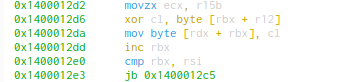 0x1400012d2 movzx ecx, r15b
0x1400012d6 xor cl, byte [rbx + r12]
0x1400012da mov byte [rdx + rbx], cl
0x1400012dd inc rbx
0x1400012e0 cmp rbx, rsi
0x1400012e3 jb 0x1400012c5